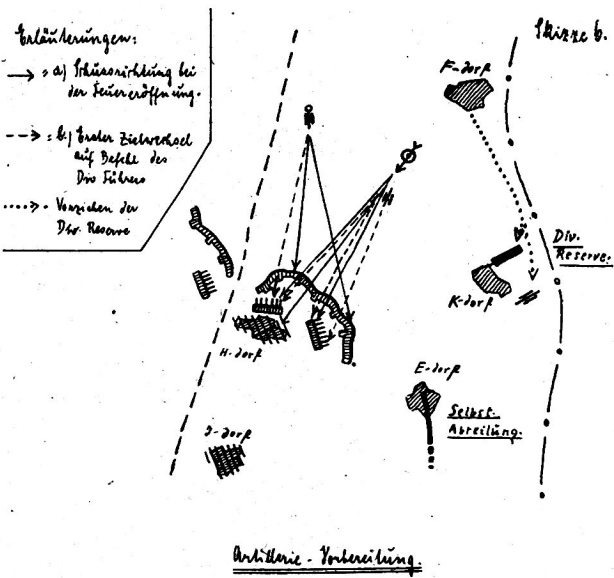 Erläuterungen:
→ = a) Schussrichtung bei
der Feuereröffnung.
--→ = b) Erster Zielwechsel
auf Befehl des
Div Führers
.....→ = Vorziehen der
Div. Reserve
Skizze 6.
F-dorf
Div.
Reserve.
K-dorf
H-dorf
E-dorf
Selbst.
Abteilung.
J-dorf
Artillerie-Vorbereitung.